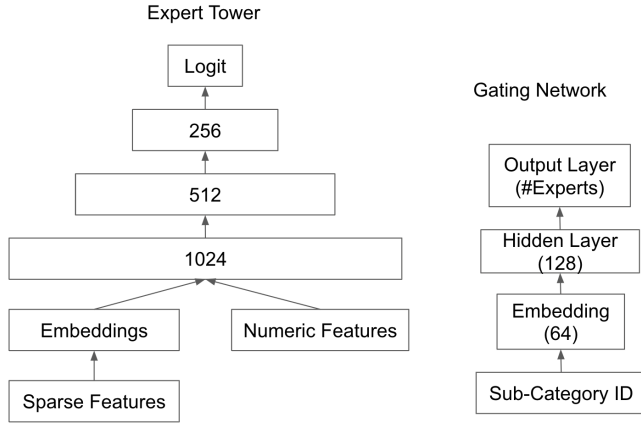 Expert Tower
Logit
256
512
1024
Embeddings
Numeric Features
Sparse Features
Gating Network
Output Layer
(#Experts)
Hidden Layer
(128)
Embedding
(64)
Sub-Category ID